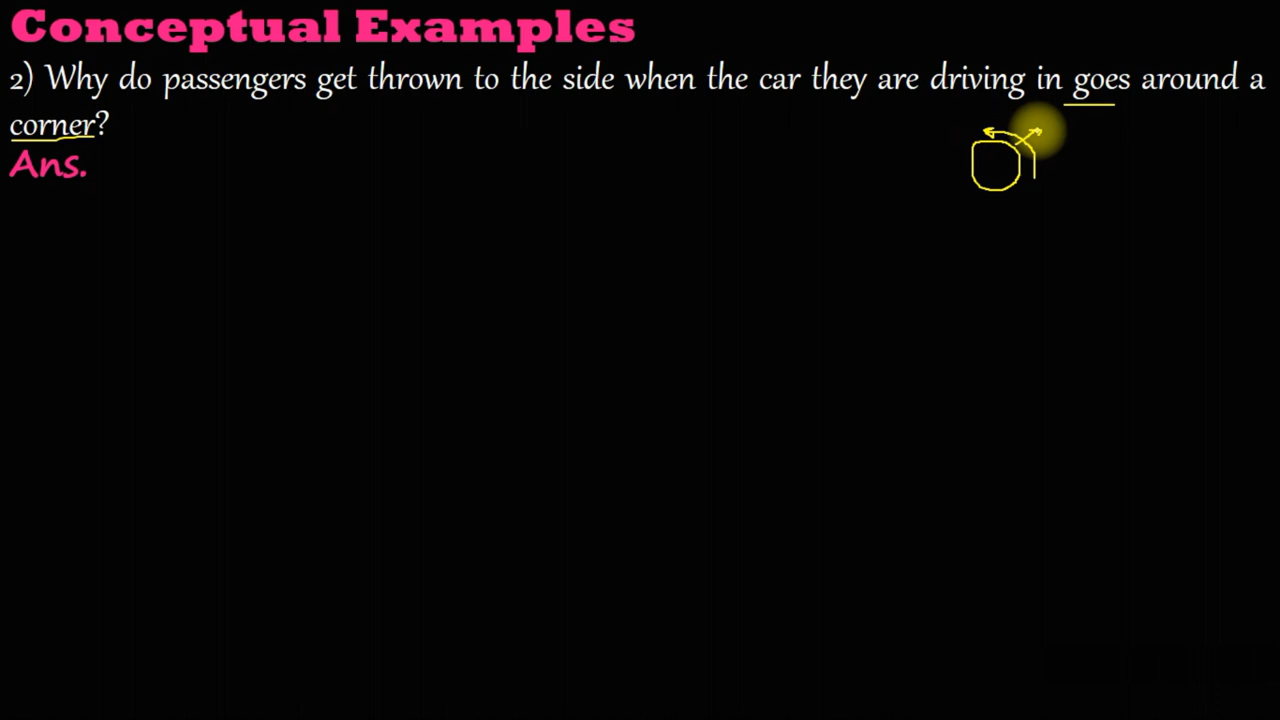 Conceptual Examples
2) Why do passengers get thrown to the side when the car they are driving in goes around a
corner?
Ans.